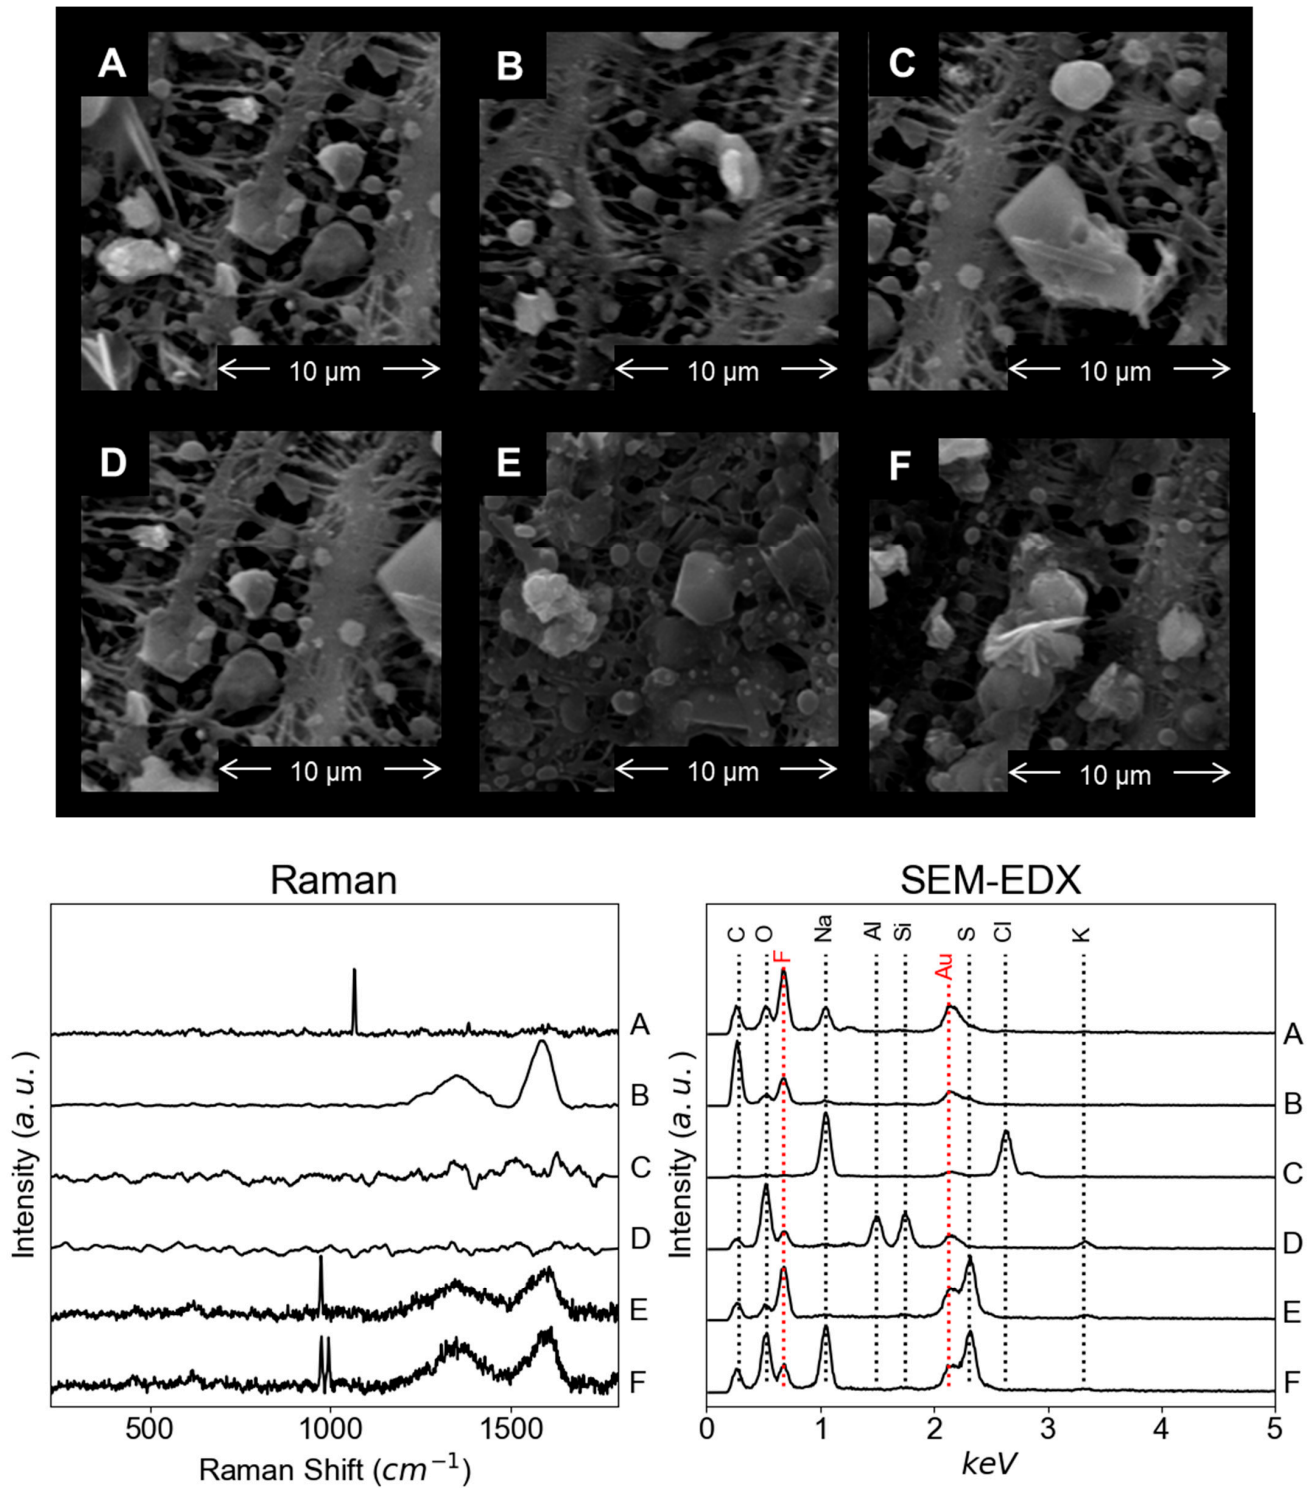 A
B
C
10 µm
10 µm
10 µm
D
E
F
10 µm
10 µm
10 µm
Raman
SEM-EDX
C
O
F
Na
Al
Si
Au
S
Cl
K
A
B
C
D
E
F
A
B
C
D
E
F
Intensity (a. u.)
Intensity (a. u.)
500
1000
1500
0
1
2
3
4
5
Raman Shift (cm⁻¹)
keV